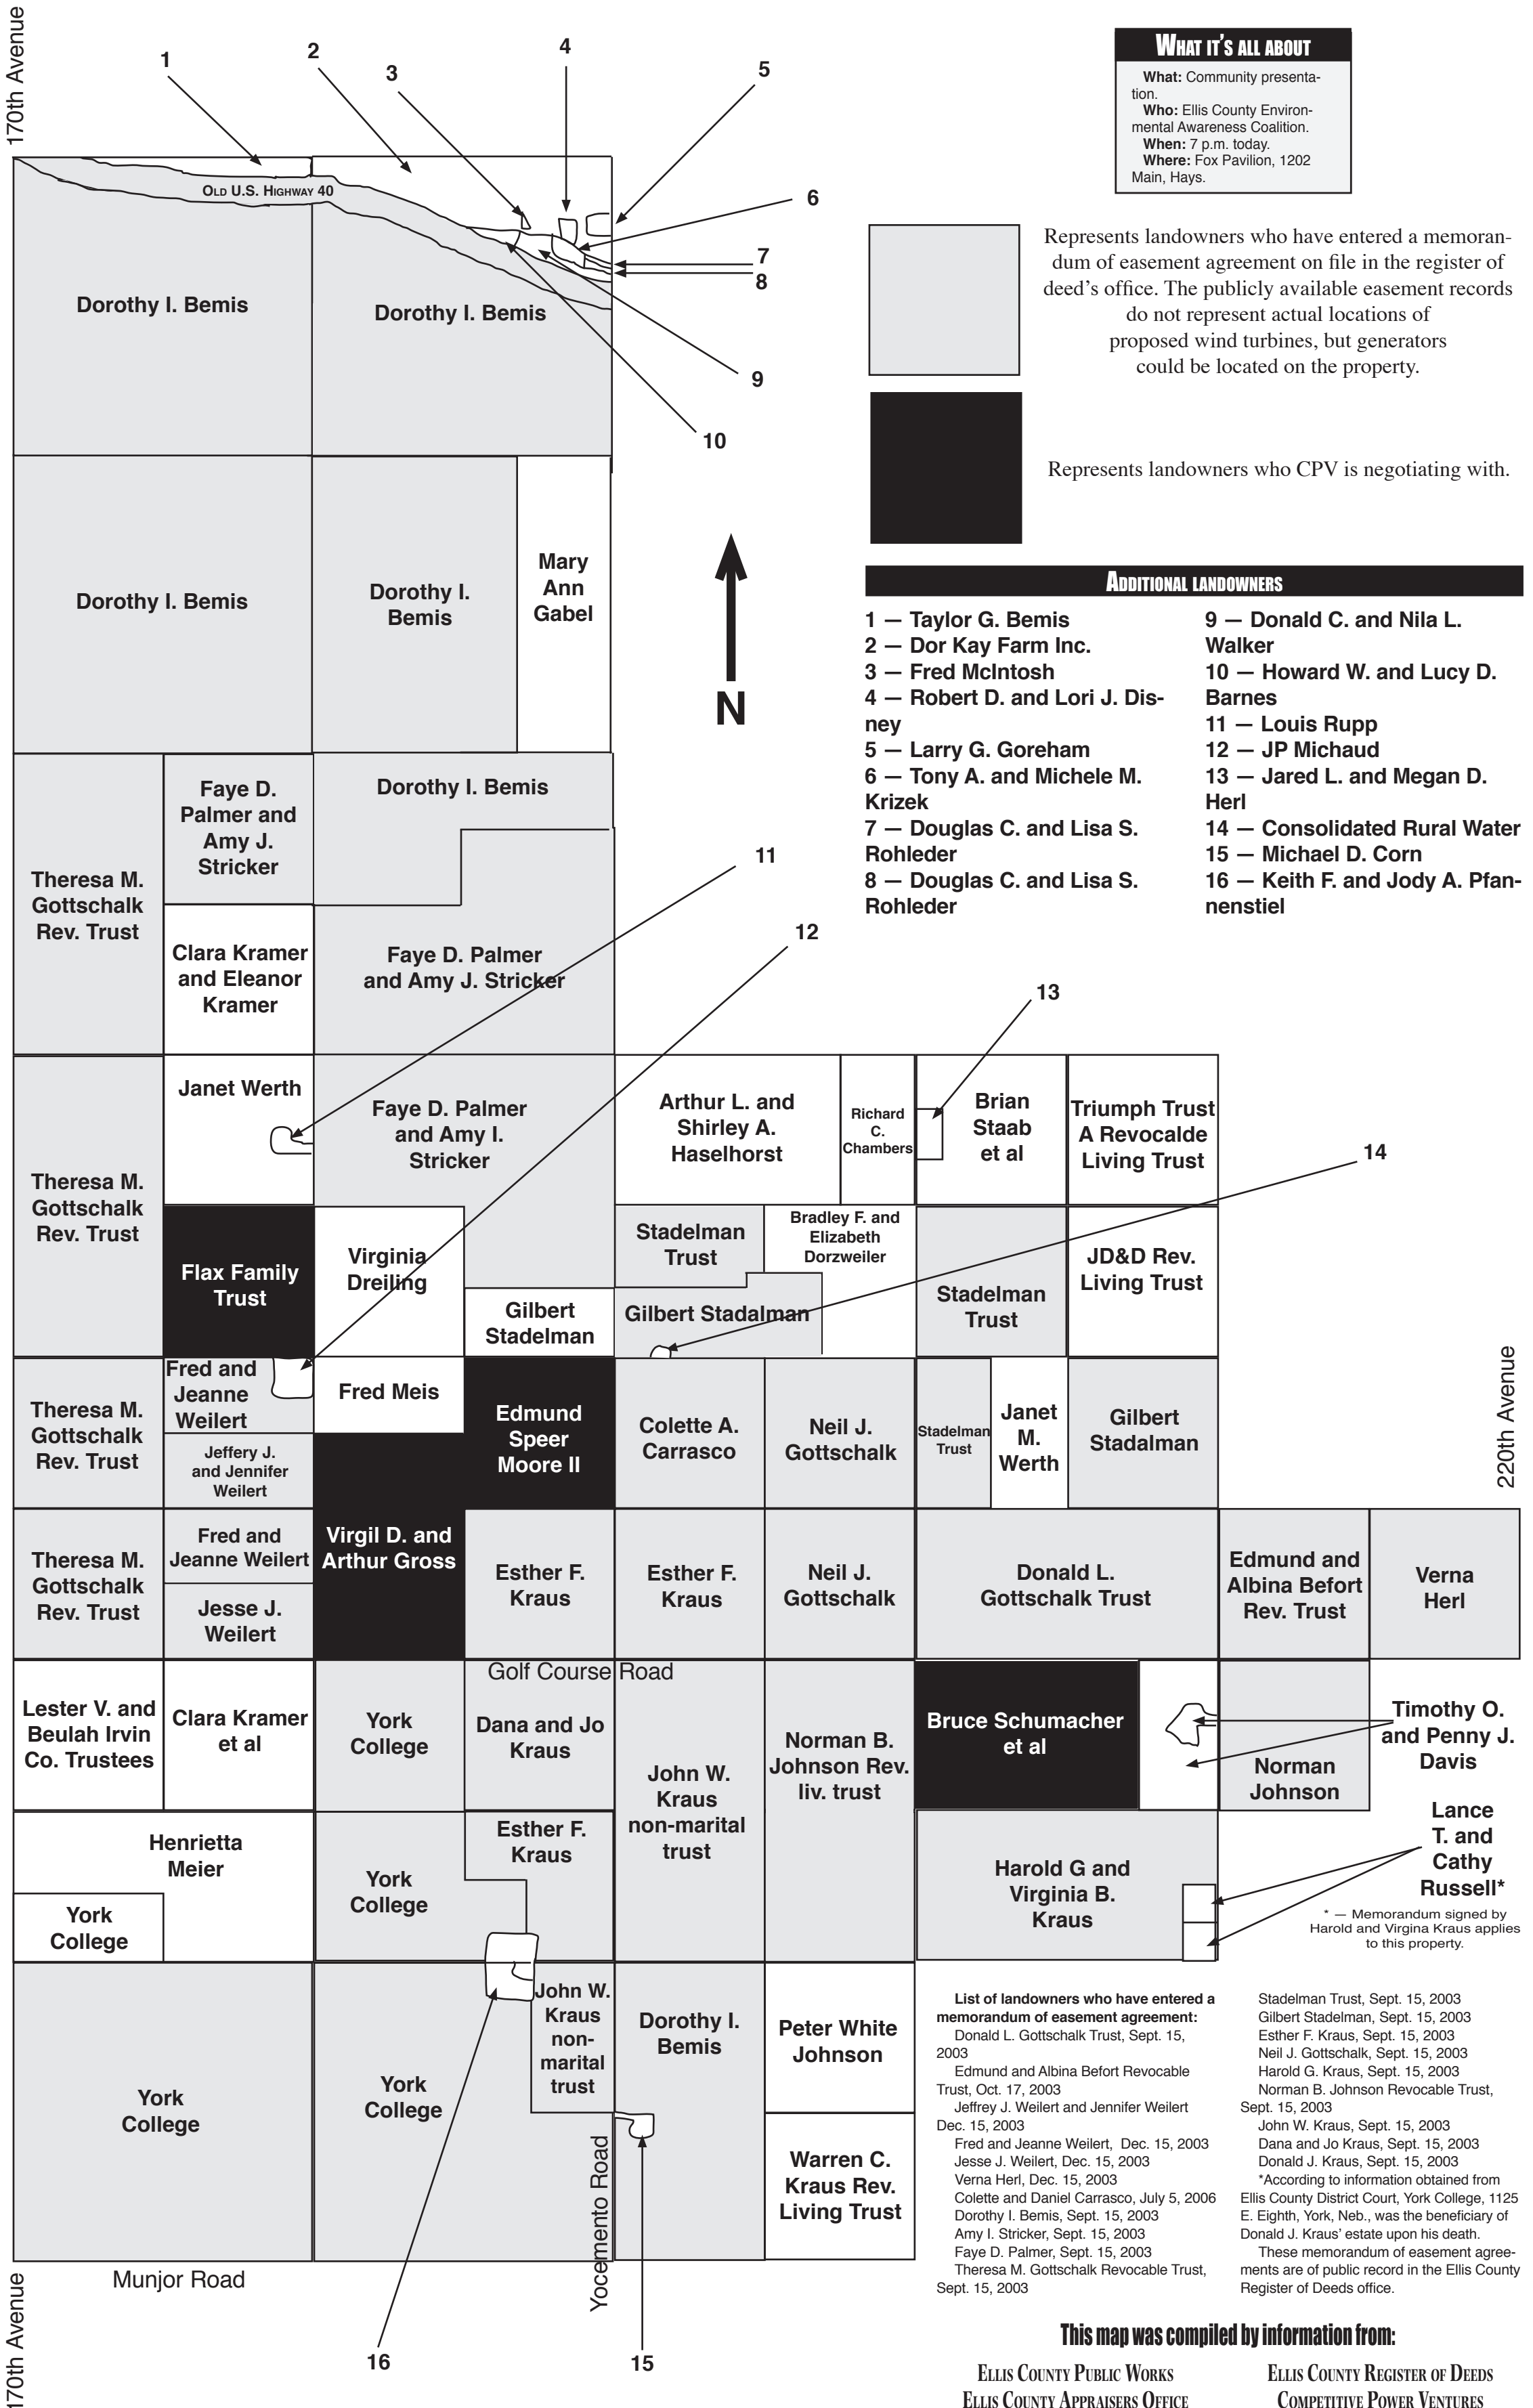 170th Avenue
1
2
3
4
5
6
7
8
9
10
WHAT IT'S ALL ABOUT
What: Community presenta-
tion.
Who: Ellis County Environ-
mental Awareness Coalition.
When: 7 p.m. today.
Where: Fox Pavilion, 1202
Main, Hays.
OLD U.S. HIGHWAY 40
Dorothy I. Bemis
Dorothy I. Bemis
Represents landowners who have entered a memoran-
dum of easement agreement on file in the register of
deed's office. The publicly available easement records
do not represent actual locations of
proposed wind turbines, but generators
could be located on the property.
Represents landowners who CPV is negotiating with.
Dorothy I. Bemis
Dorothy I.
Bemis
Mary
Ann
Gabel
N
ADDITIONAL LANDOWNERS
1 — Taylor G. Bemis
2 — Dor Kay Farm Inc.
3 — Fred McIntosh
4 — Robert D. and Lori J. Dis-
ney
5 — Larry G. Goreham
6 — Tony A. and Michele M.
Krizek
7 — Douglas C. and Lisa S.
Rohleder
8 — Douglas C. and Lisa S.
Rohleder
9 — Donald C. and Nila L.
Walker
10 — Howard W. and Lucy D.
Barnes
11 — Louis Rupp
12 — JP Michaud
13 — Jared L. and Megan D.
Herl
14 — Consolidated Rural Water
15 — Michael D. Corn
16 — Keith F. and Jody A. Pfan-
nenstiel
Theresa M.
Gottschalk
Rev. Trust
Faye D.
Palmer and
Amy J.
Stricker
Dorothy I. Bemis
Clara Kramer
and Eleanor
Kramer
Faye D. Palmer
and Amy J. Stricker
11
12
13
14
Theresa M.
Gottschalk
Rev. Trust
Janet Werth
Faye D. Palmer
and Amy I.
Stricker
Arthur L. and
Shirley A.
Haselhorst
Richard
C.
Chambers
Brian
Staab
et al
Triumph Trust
A Revocalde
Living Trust
Flax Family
Trust
Virginia
Dreiling
Gilbert
Stadelman
Stadelman
Trust
Bradley F. and
Elizabeth
Dorzweiler
Gilbert Stadalman
Stadelman
Trust
JD&D Rev.
Living Trust
220th Avenue
Theresa M.
Gottschalk
Rev. Trust
Fred and
Jeanne
Weilert
Jeffery J.
and Jennifer
Weilert
Fred Meis
Edmund
Speer
Moore II
Colette A.
Carrasco
Neil J.
Gottschalk
Stadelman
Trust
Janet
M.
Werth
Gilbert
Stadalman
Theresa M.
Gottschalk
Rev. Trust
Fred and
Jeanne Weilert
Jesse J.
Weilert
Virgil D. and
Arthur Gross
Esther F.
Kraus
Esther F.
Kraus
Neil J.
Gottschalk
Donald L.
Gottschalk Trust
Edmund and
Albina Befort
Rev. Trust
Verna
Herl
Golf Course Road
Lester V. and
Beulah Irvin
Co. Trustees
Clara Kramer
et al
York
College
Dana and Jo
Kraus
John W.
Kraus
non-marital
trust
Norman B.
Johnson Rev.
liv. trust
Bruce Schumacher
et al
Norman
Johnson
Timothy O.
and Penny J.
Davis
Henrietta
Meier
York
College
York
College
Esther F.
Kraus
Harold G and
Virginia B.
Kraus
Lance
T. and
Cathy
Russell*
* — Memorandum signed by
Harold and Virgina Kraus applies
to this property.
York
College
York
College
John W.
Kraus
non-
marital
trust
Dorothy I.
Bemis
Peter White
Johnson
Warren C.
Kraus Rev.
Living Trust
Yocemento Road
Munjor Road
170th Avenue
16
15
List of landowners who have entered a
memorandum of easement agreement:
Donald L. Gottschalk Trust, Sept. 15,
2003
Edmund and Albina Befort Revocable
Trust, Oct. 17, 2003
Jeffrey J. Weilert and Jennifer Weilert
Dec. 15, 2003
Fred and Jeanne Weilert, Dec. 15, 2003
Jesse J. Weilert, Dec. 15, 2003
Verna Herl, Dec. 15, 2003
Colette and Daniel Carrasco, July 5, 2006
Dorothy I. Bemis, Sept. 15, 2003
Amy I. Stricker, Sept. 15, 2003
Faye D. Palmer, Sept. 15, 2003
Theresa M. Gottschalk Revocable Trust,
Sept. 15, 2003
Stadelman Trust, Sept. 15, 2003
Gilbert Stadelman, Sept. 15, 2003
Esther F. Kraus, Sept. 15, 2003
Neil J. Gottschalk, Sept. 15, 2003
Harold G. Kraus, Sept. 15, 2003
Norman B. Johnson Revocable Trust,
Sept. 15, 2003
John W. Kraus, Sept. 15, 2003
Dana and Jo Kraus, Sept. 15, 2003
Donald J. Kraus, Sept. 15, 2003
*According to information obtained from
Ellis County District Court, York College, 1125
E. Eighth, York, Neb., was the beneficiary of
Donald J. Kraus' estate upon his death.
These memorandum of easement agree-
ments are of public record in the Ellis County
Register of Deeds office.
This map was compiled by information from:
ELLIS COUNTY PUBLIC WORKS
ELLIS COUNTY APPRAISERS OFFICE
ELLIS COUNTY REGISTER OF DEEDS
COMPETITIVE POWER VENTURES